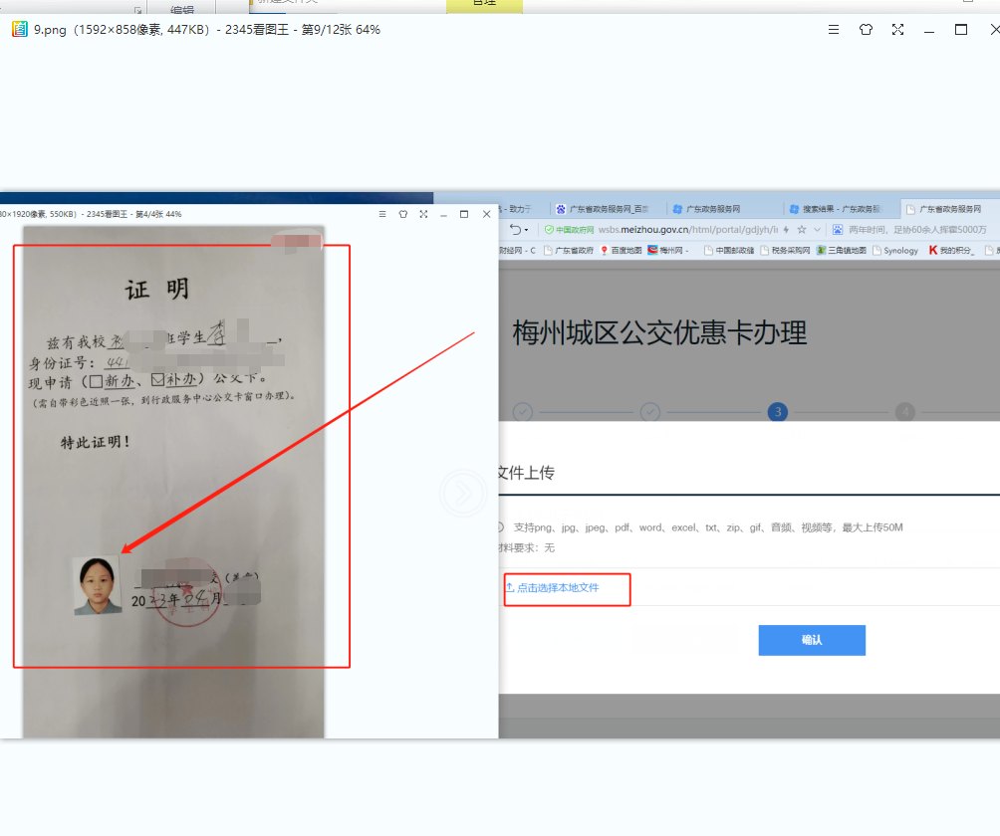 编辑
管理
9.png（1592×858像素, 447KB）- 2345看图王 - 第9/12张 64%
30×1920像素, 550KB）- 2345看图王 - 第4/4张 44%
证 明
兹有我校 班学生李 ，
身份证号：441
现申请（☐新办、☑补办）公交卡。
（需自带彩色近照一张，到行政服务中心公交卡窗口办理）。
特此证明！
2023年04月
- 致力于
广东省政务服务网_百度
广东政务服务网
搜索结果 - 广东政务服
广东省政务服务网
中国政府网 wsbs.meizhou.gov.cn/html/portal/gdjyh/
两年时间，足协60余人挥霍5000万
财经网 - C 广东省政府 百度地图 梅州网 - 中国邮政储 税务采购网 三角镇地图 Synology 我的积分_
梅州城区公交优惠卡办理
3
4
文件上传
支持png、jpg、jpeg、pdf、word、excel、txt、zip、gif、音频、视频等，最大上传50M
材料要求：无
点击选择本地文件
确认